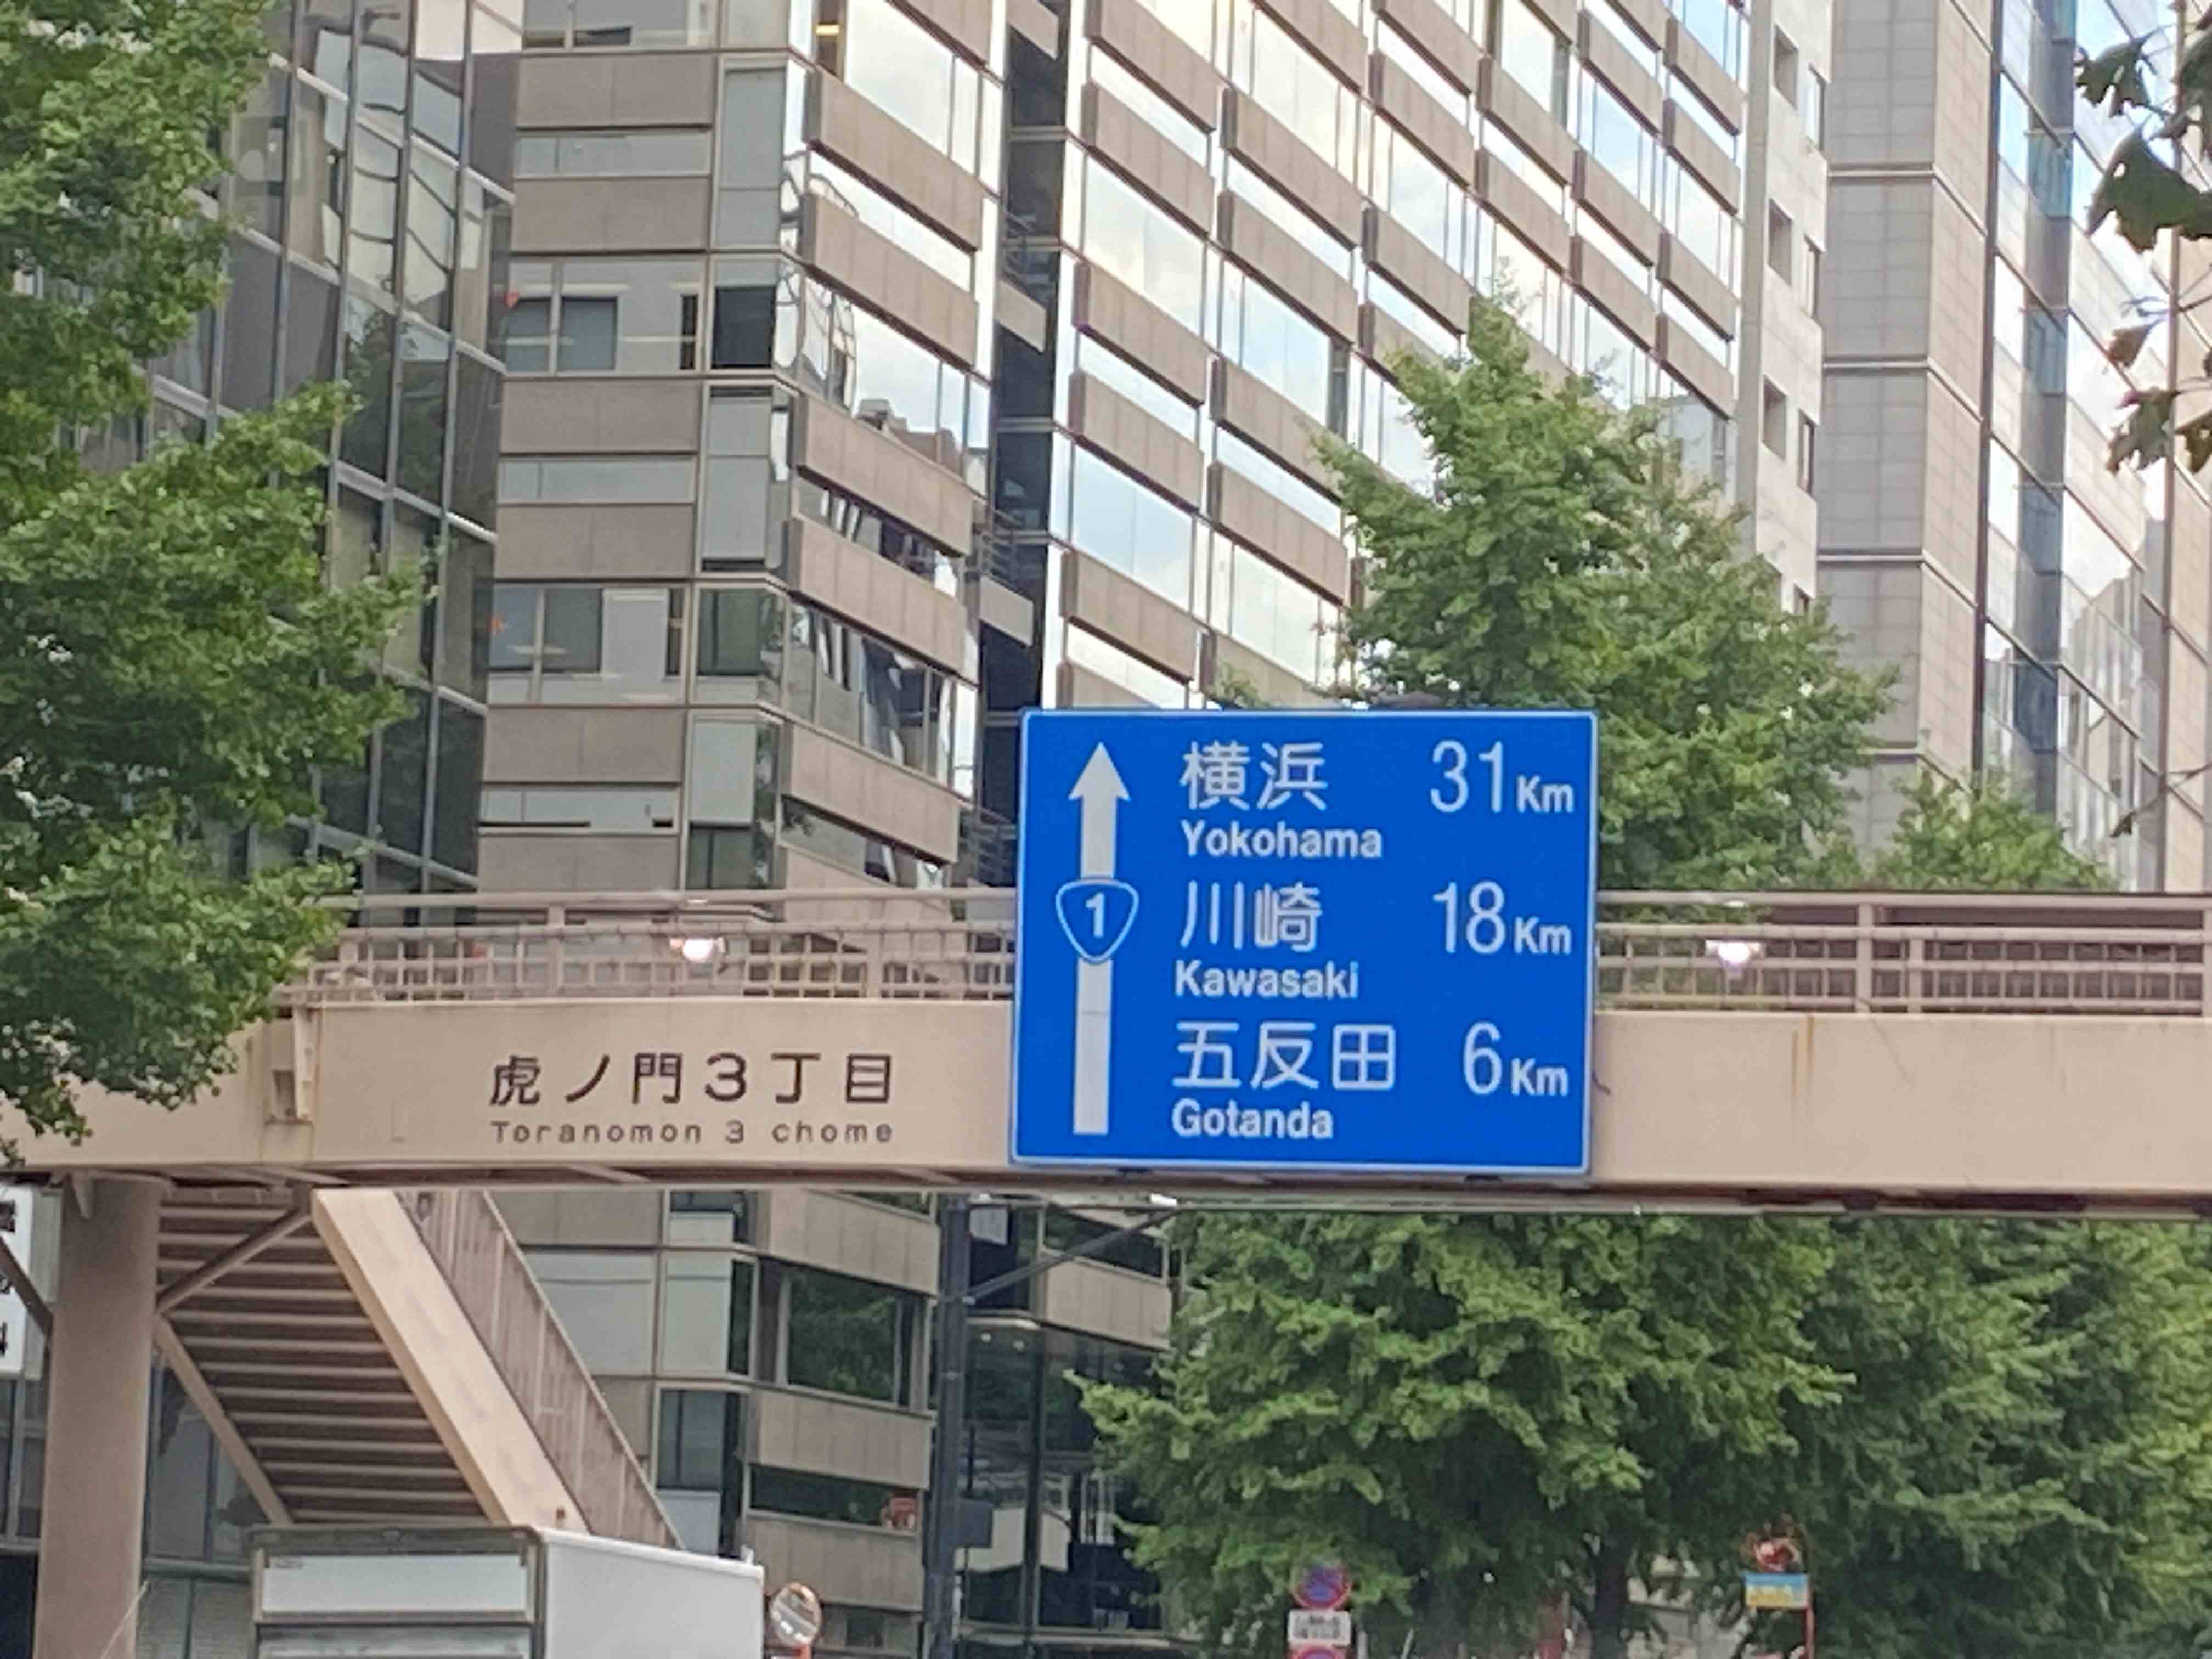 横浜 31Km
Yokohama
1
川崎 18Km
Kawasaki
五反田 6Km
Gotanda
虎ノ門3丁目
Toranomon 3 chome